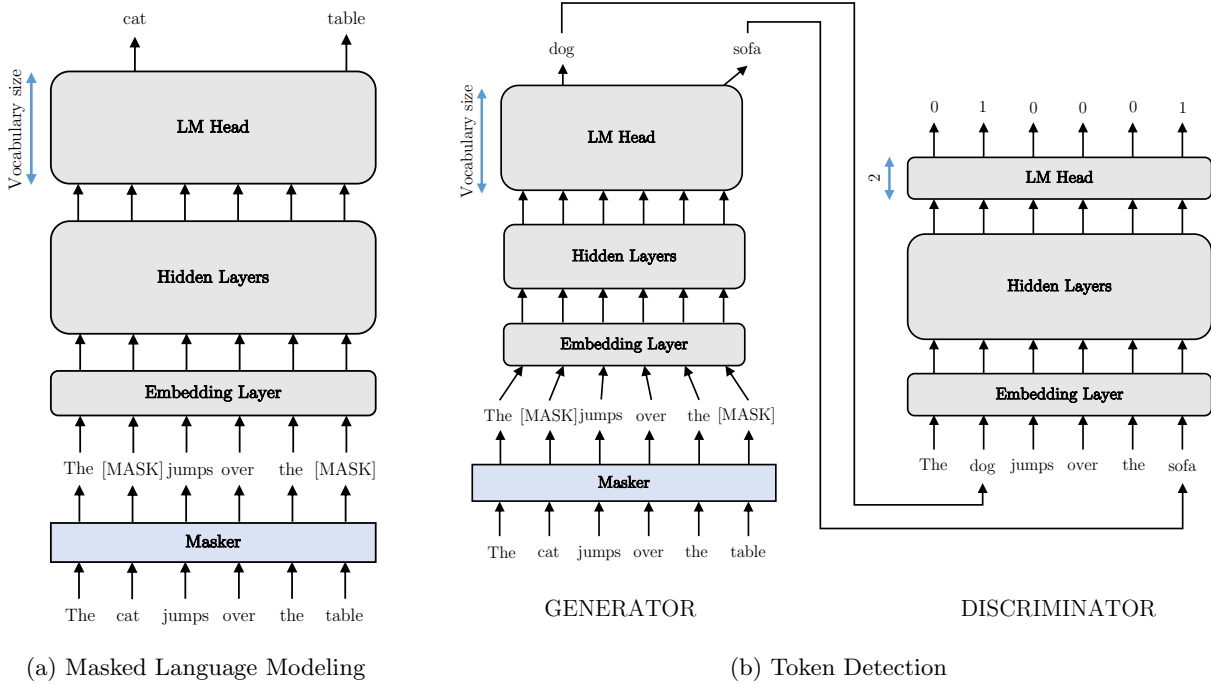 cat table
Vocabulary size
LM Head
Hidden Layers
Embedding Layer
The [MASK] jumps over the [MASK]
Masker
The cat jumps over the table
(a) Masked Language Modeling
dog sofa
Vocabulary size
LM Head
Hidden Layers
Embedding Layer
The [MASK] jumps over the [MASK]
Masker
The cat jumps over the table
GENERATOR
0 1 0 0 0 1
2
LM Head
Hidden Layers
Embedding Layer
The dog jumps over the sofa
DISCRIMINATOR
(b) Token Detection